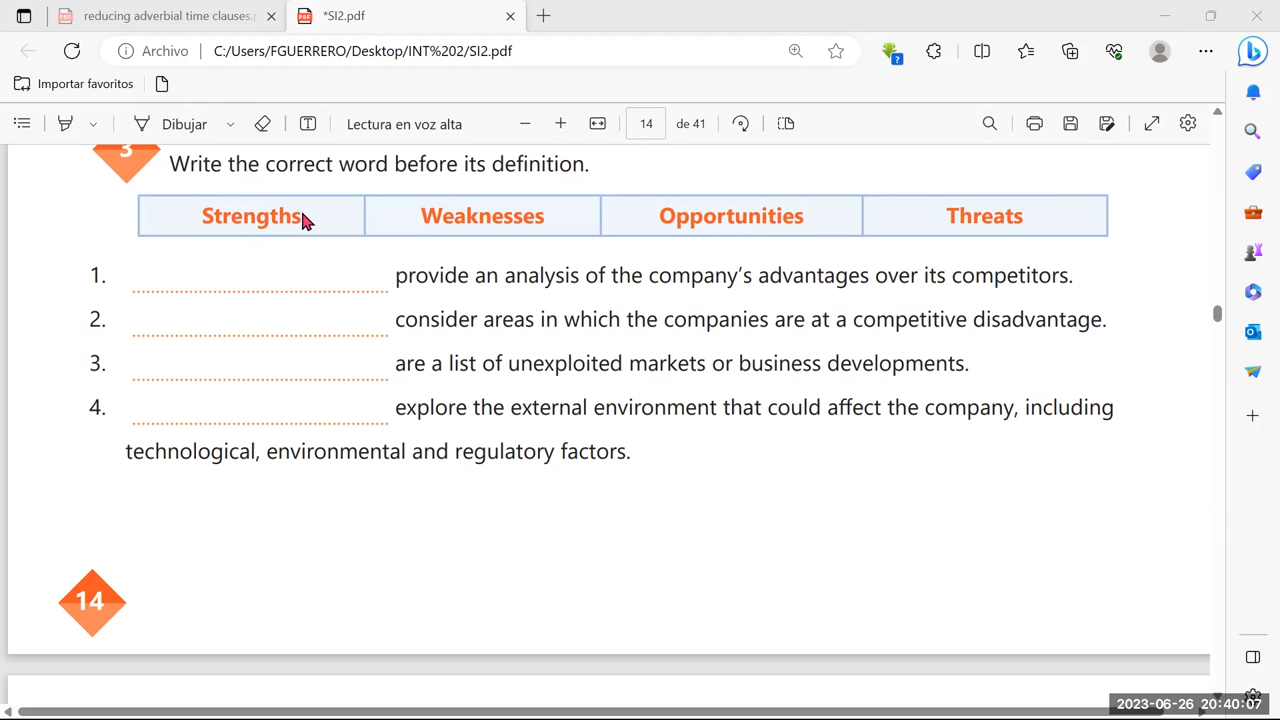 reducing adverbial time clauses.p
*SI2.pdf
Archivo
C:/Users/FGUERRERO/Desktop/INT%202/SI2.pdf
Importar favoritos
Dibujar
Lectura en voz alta
14 de 41
3
Write the correct word before its definition.
Strengths Weaknesses Opportunities Threats
1. provide an analysis of the company's advantages over its competitors.
2. consider areas in which the companies are at a competitive disadvantage.
3. are a list of unexploited markets or business developments.
4. explore the external environment that could affect the company, including
technological, environmental and regulatory factors.
14
2023-06-26 20:40:07